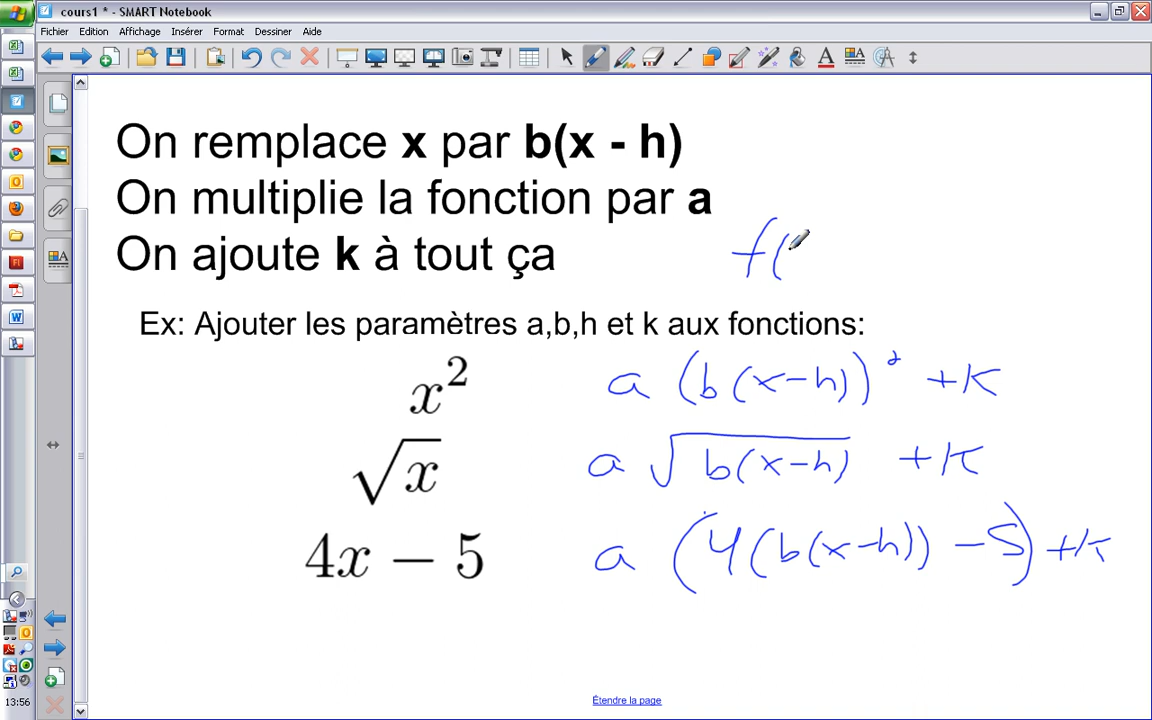 cours1 * - SMART Notebook
Fichier Edition Affichage Insérer Format Dessiner Aide
On remplace x par b(x - h)
On multiplie la fonction par a
On ajoute k à tout ça
f(
Ex: Ajouter les paramètres a,b,h et k aux fonctions:
x² a (b(x-h))² +k
√x a √b(x-h) +k
4x − 5 a (4(b(x-h)) -5) +k
Étendre la page
13:56